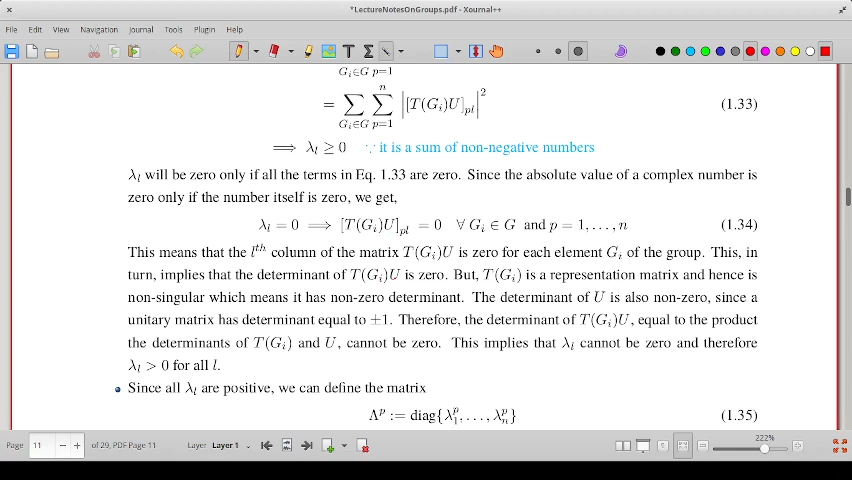 *LectureNotesOnGroups.pdf - Xournal++
File Edit View Navigation Journal Tools Plugin Help
G_i∈G p=1
= ∑_{G_i∈G} ∑_{p=1}^{n} |[T(G_i)U]_{pl}|^2 (1.33)
⟹ λ_l ≥ 0 ∵ it is a sum of non-negative numbers
λ_l will be zero only if all the terms in Eq. 1.33 are zero. Since the absolute value of a complex number is
zero only if the number itself is zero, we get,
λ_l = 0 ⟹ [T(G_i)U]_{pl} = 0 ∀ G_i ∈ G and p = 1, . . . , n (1.34)
This means that the l^{th} column of the matrix T(G_i)U is zero for each element G_i of the group. This, in
turn, implies that the determinant of T(G_i)U is zero. But, T(G_i) is a representation matrix and hence is
non-singular which means it has non-zero determinant. The determinant of U is also non-zero, since a
unitary matrix has determinant equal to ±1. Therefore, the determinant of T(G_i)U, equal to the product
the determinants of T(G_i) and U, cannot be zero. This implies that λ_l cannot be zero and therefore
λ_l > 0 for all l.
Since all λ_l are positive, we can define the matrix
Λ^p := diag{λ_1^p, . . . , λ_n^p} (1.35)
Page 11 of 29, PDF Page 11 Layer Layer 1 222%